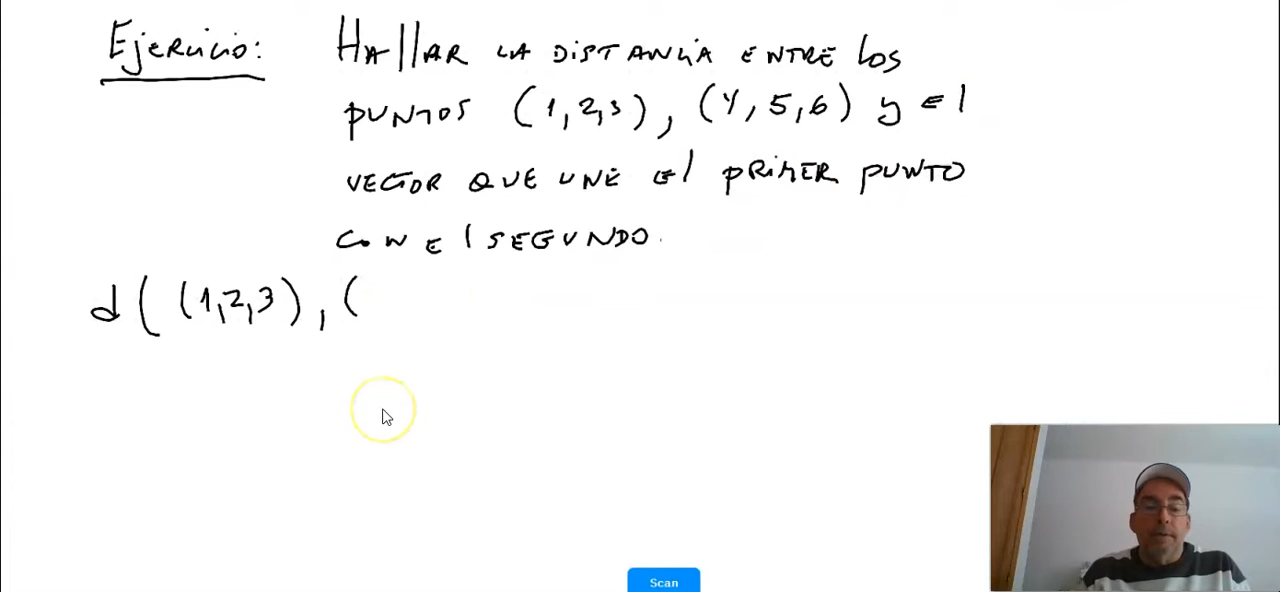 Ejercicio: Hallar la distancia entre los
puntos (1,2,3), (4,5,6) y el
vector que une el primer punto
con el segundo.
d((1,2,3),(
Scan